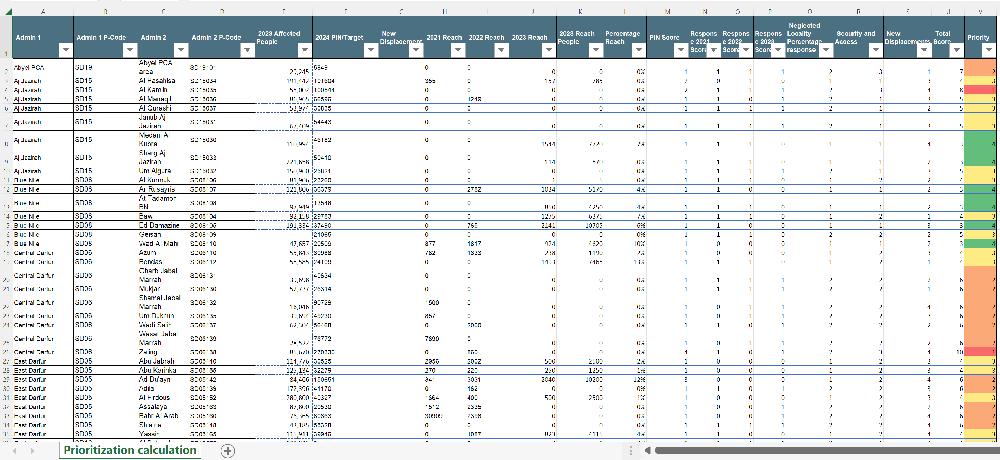 A B C D E F G H I J K L M N O P Q R S U V
1 Admin 1 Admin 1 P-Code Admin 2 Admin 2 P-Code 2023 Affected People 2024 PIN/Target New Displacement 2021 Reach 2022 Reach 2023 Reach 2023 Reach People Percentage Reach PIN Score Response 2021 Score Response 2022 Score Response 2023 Score Neglected Locality Percentage response Security and Access New Displacements Total Score Priority
2 Abyei PCA SD19 Abyei PCA area SD19101 29,245 5849 0 0 0 0 0% 1 1 1 1 2 3 1 7 2
3 Aj Jazirah SD15 Al Hasahisa SD15034 191,442 101604 355 0 157 785 0% 2 0 1 0 1 1 3 4 3
4 Aj Jazirah SD15 Al Kamlin SD15035 55,002 100544 0 0 0 0 0% 2 1 1 1 2 3 4 8 1
5 Aj Jazirah SD15 Al Manaqil SD15036 86,965 66596 0 1249 0 0 0% 1 1 0 1 2 1 3 5 3
6 Aj Jazirah SD15 Al Qurashi SD15037 53,974 30835 0 0 0 0 0% 1 1 1 1 2 1 2 5 3
7 Aj Jazirah SD15 Janub Aj Jazirah SD15031 67,409 54443 0 0 0 0 0% 1 1 1 1 2 1 3 5 3
8 Aj Jazirah SD15 Medani Al Kubra SD15030 110,994 46182 0 0 1544 7720 7% 1 1 1 0 1 1 4 3 4
9 Aj Jazirah SD15 Sharg Aj Jazirah SD15033 221,658 50410 0 0 114 570 0% 1 1 1 0 1 1 2 3 4
10 Aj Jazirah SD15 Um Algura SD15032 150,960 25821 0 0 0 0 0% 1 1 1 1 2 1 3 5 3
11 Blue Nile SD08 Al Kurmuk SD08106 81,906 23260 0 0 1 5 0% 1 1 1 0 1 2 2 4 3
12 Blue Nile SD08 Ar Rusayris SD08107 121,806 36379 0 2782 1034 5170 4% 1 1 0 0 1 1 2 3 4
13 Blue Nile SD08 At Tadamon - BN SD08108 97,949 13548 0 0 850 4250 4% 1 1 1 0 1 1 2 3 4
14 Blue Nile SD08 Baw SD08104 92,158 29783 0 0 1275 6375 7% 1 1 1 0 1 2 1 4 3
15 Blue Nile SD08 Ed Damazine SD08105 191,334 37490 0 765 2141 10705 6% 1 1 0 0 1 1 3 3 4
16 Blue Nile SD08 Geisan SD08109 - 21065 0 0 0 0 0% 1 1 1 0 2 2 2 5 3
17 Blue Nile SD08 Wad Al Mahi SD08110 47,657 20509 877 1817 924 4620 10% 1 0 0 0 1 1 2 3 4
18 Central Darfur SD06 Azum SD06110 55,843 60988 782 1633 238 1190 2% 1 0 0 0 1 2 3 4 3
19 Central Darfur SD06 Bendasi SD06112 58,585 24109 0 0 1493 7465 13% 1 1 1 0 1 2 1 4 3
20 Central Darfur SD06 Gharb Jabal Marrah SD06131 39,698 40634 0 0 0 0 0% 1 1 1 1 2 2 2 6 2
21 Central Darfur SD06 Mukjar SD06130 52,737 26314 0 0 0 0 0% 1 1 1 1 2 2 1 6 2
22 Central Darfur SD06 Shamal Jabal Marrah SD06132 16,046 90729 1500 0 0 0 0% 1 0 1 1 2 2 4 6 2
23 Central Darfur SD06 Um Dukhun SD06135 39,694 49230 857 0 0 0 0% 1 0 1 1 2 2 3 6 2
24 Central Darfur SD06 Wadi Salih SD06137 62,304 56468 0 2000 0 0 0% 1 1 0 1 2 2 2 6 2
25 Central Darfur SD06 Wasat Jabal Marrah SD06139 28,522 76772 7890 0 0 0 0% 1 0 1 1 2 2 2 6 2
26 Central Darfur SD06 Zalingi SD06138 85,670 270330 0 860 0 0 0% 4 1 0 1 2 3 4 10 1
27 East Darfur SD05 Abu Jabrah SD05140 114,776 30525 2956 2002 500 2500 2% 1 0 0 0 1 2 3 4 3
28 East Darfur SD05 Abu Karinka SD05155 125,134 32279 270 220 250 1250 1% 1 0 0 0 1 2 3 4 3
29 East Darfur SD05 Ad Du'ayn SD05142 84,466 150651 341 3031 2040 10200 12% 3 0 0 0 1 2 4 6 2
30 East Darfur SD05 Adila SD05139 172,396 41170 0 162 0 0 0% 1 1 0 1 2 2 3 6 2
31 East Darfur SD05 Al Firdous SD05152 280,800 40327 1664 400 500 2500 1% 1 0 0 0 1 2 3 4 3
32 East Darfur SD05 Assalaya SD05163 87,800 20530 1512 2335 0 0 0% 1 0 0 1 2 2 2 6 2
33 East Darfur SD05 Bahr Al Arab SD05160 76,365 80663 30909 2398 0 0 0% 1 0 0 1 2 2 4 6 2
34 East Darfur SD05 Shia'ria SD05148 43,185 55328 0 0 0 0 0% 1 1 1 1 2 2 4 6 2
35 East Darfur SD05 Yassin SD05165 115,911 39946 0 1087 823 4115 4% 1 1 0 0 1 2 4 4 3
Prioritization calculation